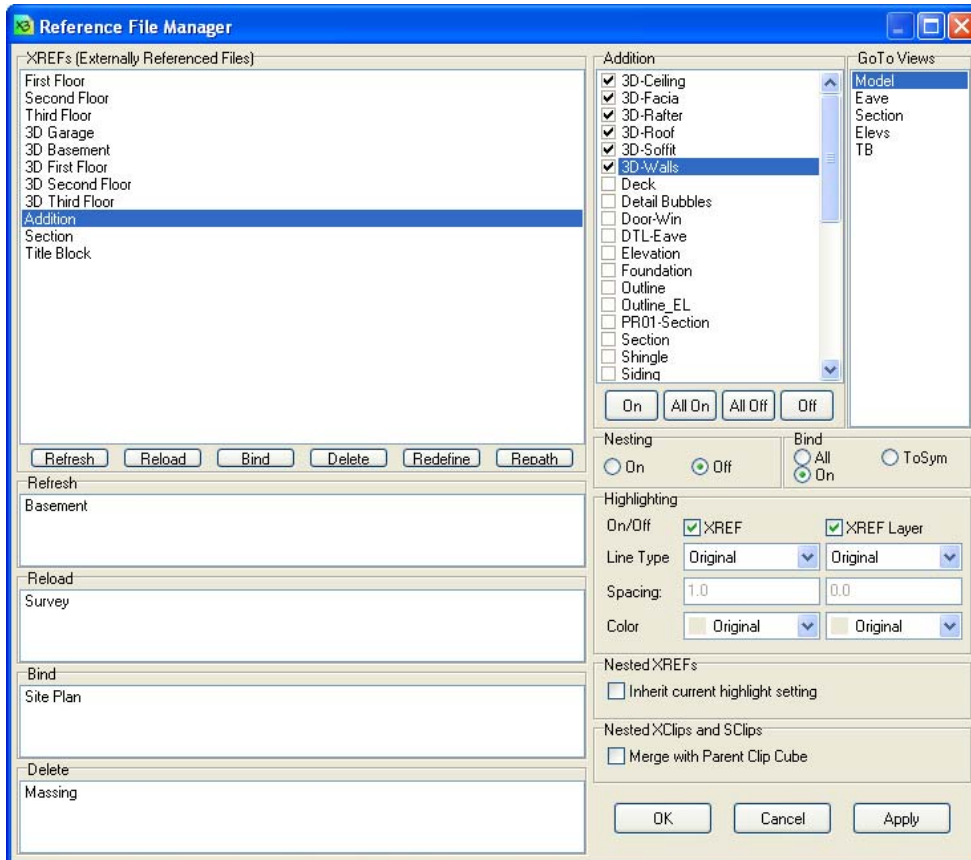 Reference File Manager
XREFs (Externally Referenced Files)
First Floor
Second Floor
Third Floor
3D Garage
3D Basement
3D First Floor
3D Second Floor
3D Third Floor
Addition
Section
Title Block
Refresh
Reload
Bind
Delete
Redefine
Repath
Refresh
Basement
Reload
Survey
Bind
Site Plan
Delete
Massing
Addition
3D-Ceiling
3D-Facia
3D-Rafter
3D-Roof
3D-Soffit
3D-Walls
Deck
Detail Bubbles
Door-Win
DTL-Eave
Elevation
Foundation
Outline
Outline_EL
PR01-Section
Section
Shingle
Siding
On
All On
All Off
Off
GoTo Views
Model
Eave
Section
Elevs
TB
Nesting
On
Off
Bind
All
On
ToSym
Highlighting
On/Off
XREF
XREF Layer
Line Type
Original
Original
Spacing:
1.0
0.0
Color
Original
Original
Nested XREFs
Inherit current highlight setting
Nested XClips and SClips
Merge with Parent Clip Cube
OK
Cancel
Apply